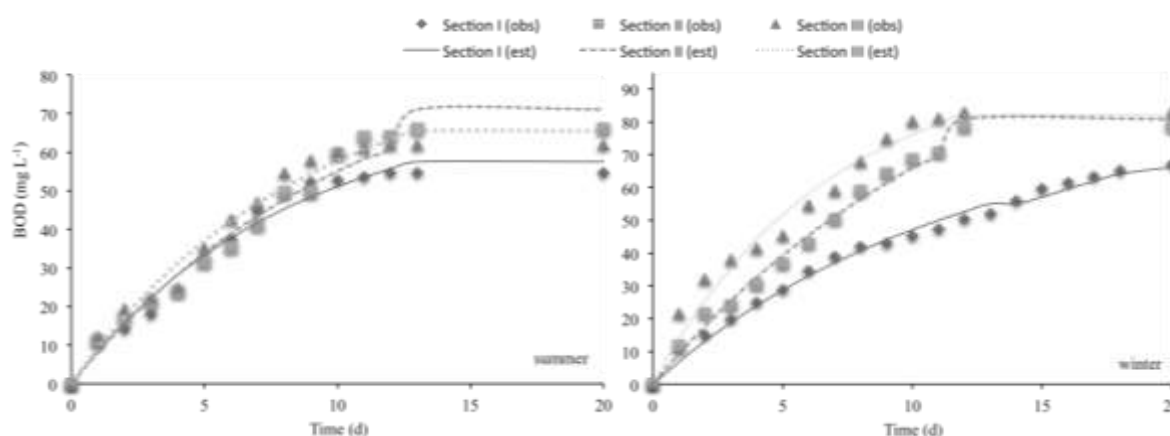 Section I (obs) Section II (obs) Section III (obs)
Section I (est) Section II (est) Section III (est)
80
70
60
50
40
30
20
10
0
BOD (mg L⁻¹)
summer
0 5 10 15 20
Time (d)
90
80
70
60
50
40
30
20
10
0
winter
0 5 10 15 20
Time (d)